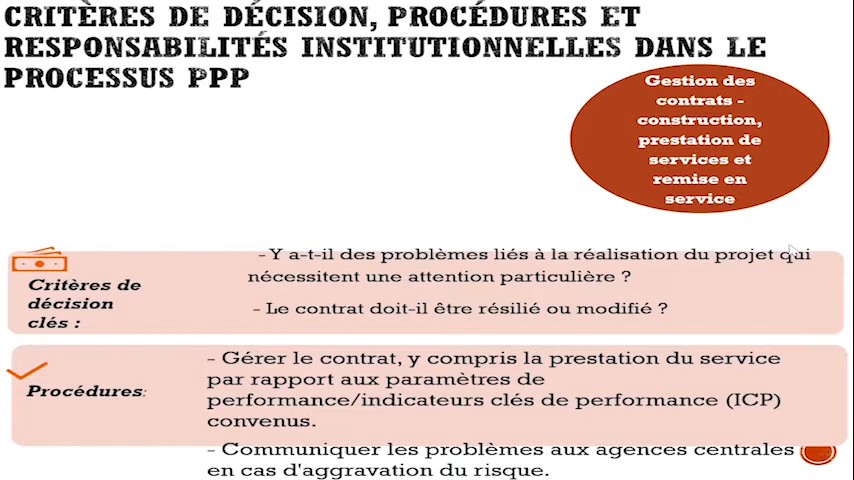 CRITÈRES DE DÉCISION, PROCÉDURES ET
RESPONSABILITÉS INSTITUTIONNELLES DANS LE
PROCESSUS PPP
Gestion des
contrats -
construction,
prestation de
services et
remise en
service
Critères de
décision
clés :
- Y a-t-il des problèmes liés à la réalisation du projet qui
nécessitent une attention particulière ?
- Le contrat doit-il être résilié ou modifié ?
Procédures:
- Gérer le contrat, y compris la prestation du service
par rapport aux paramètres de
performance/indicateurs clés de performance (ICP)
convenus.
- Communiquer les problèmes aux agences centrales
en cas d'aggravation du risque.